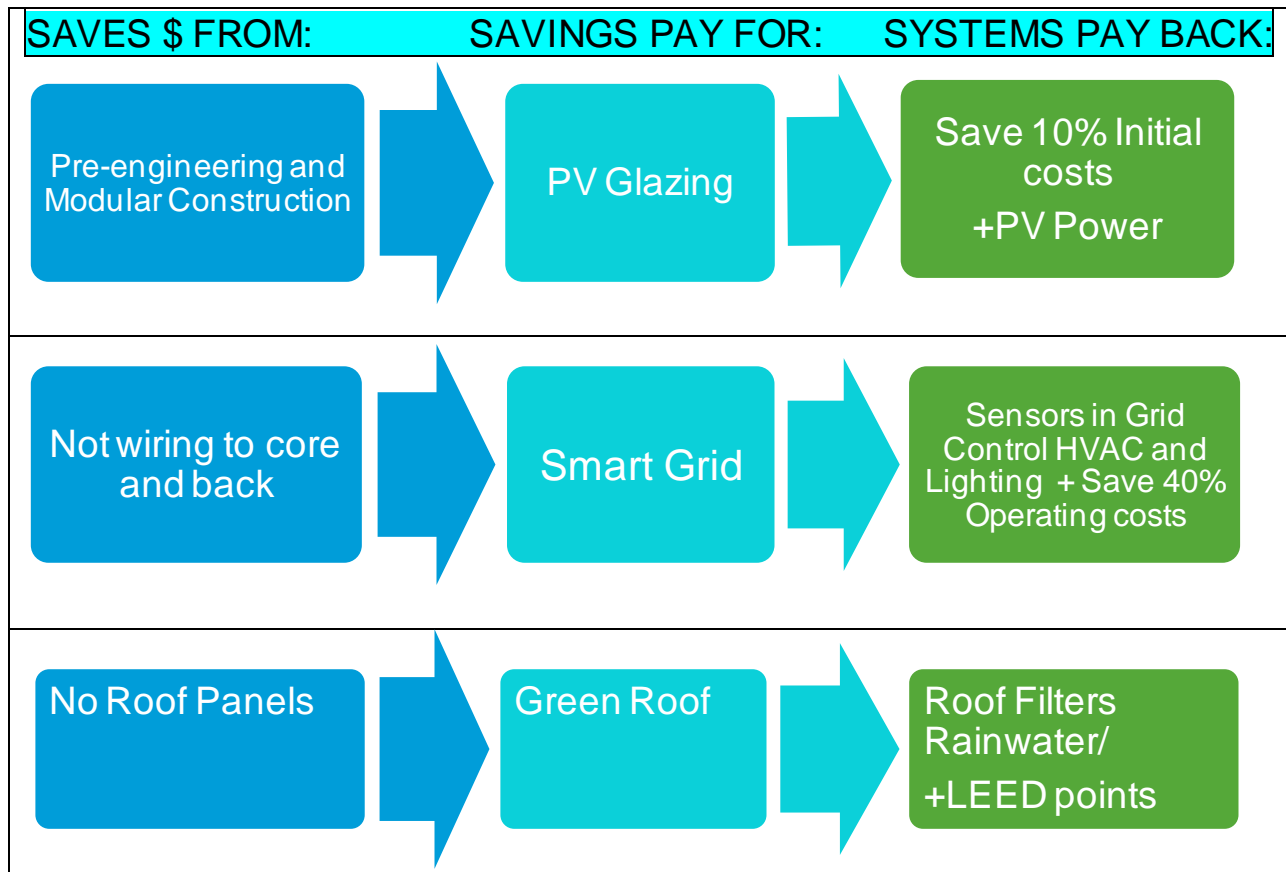 SAVES $ FROM: SAVINGS PAY FOR: SYSTEMS PAY BACK:
Pre-engineering and
Modular Construction
PV Glazing
Save 10% Initial
costs
+PV Power
Not wiring to core
and back
Smart Grid
Sensors in Grid
Control HVAC and
Lighting + Save 40%
Operating costs
No Roof Panels
Green Roof
Roof Filters
Rainwater/
+LEED points